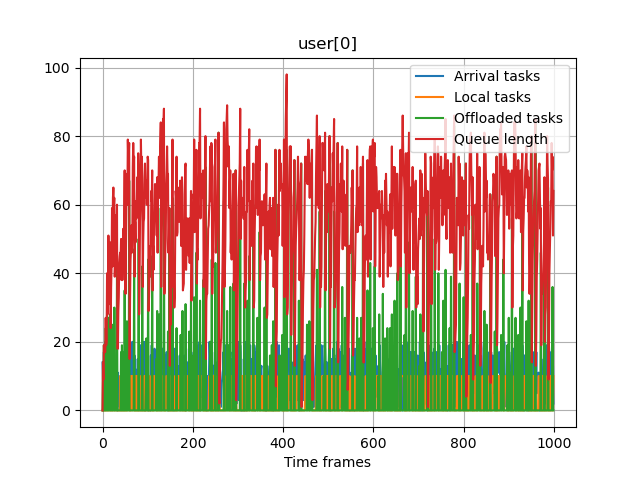 user[0]
Arrival tasks
Local tasks
Offloaded tasks
Queue length
100
80
60
40
20
0
0 200 400 600 800 1000
Time frames